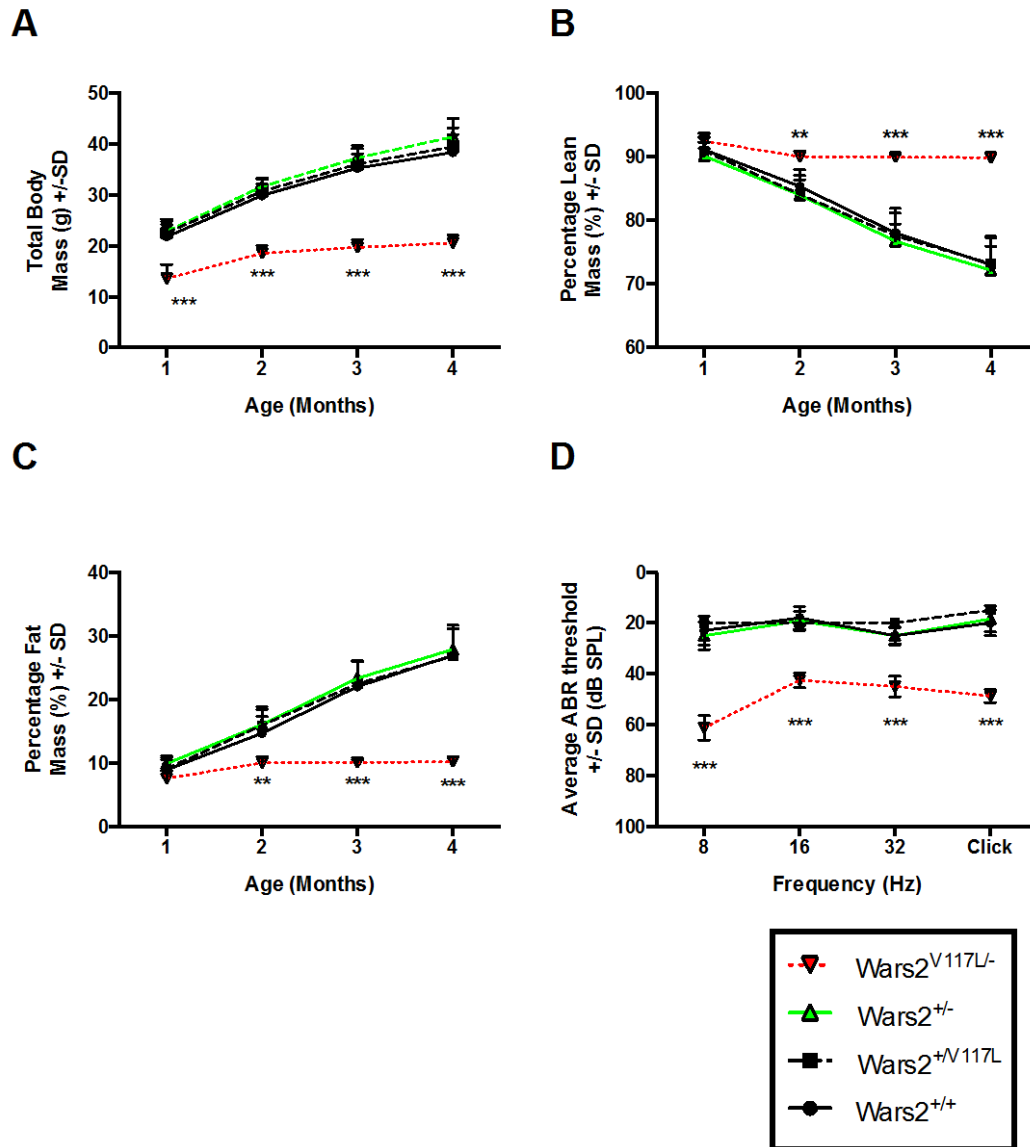 A
Total Body
Mass (g) +/-SD
50
40
30
20
10
0
***
***
***
***
1
2
3
4
Age (Months)
B
Percentage Lean
Mass (%) +/- SD
100
90
80
70
60
**
***
***
1
2
3
4
Age (Months)
C
Percentage Fat
Mass (%) +/- SD
40
30
20
10
0
**
***
***
1
2
3
4
Age (Months)
D
Average ABR threshold
+/- SD (dB SPL)
0
20
40
60
80
100
***
***
***
***
8
16
32
Click
Frequency (Hz)
Wars2V117L/-
Wars2+/-
Wars2+/V117L
Wars2+/+